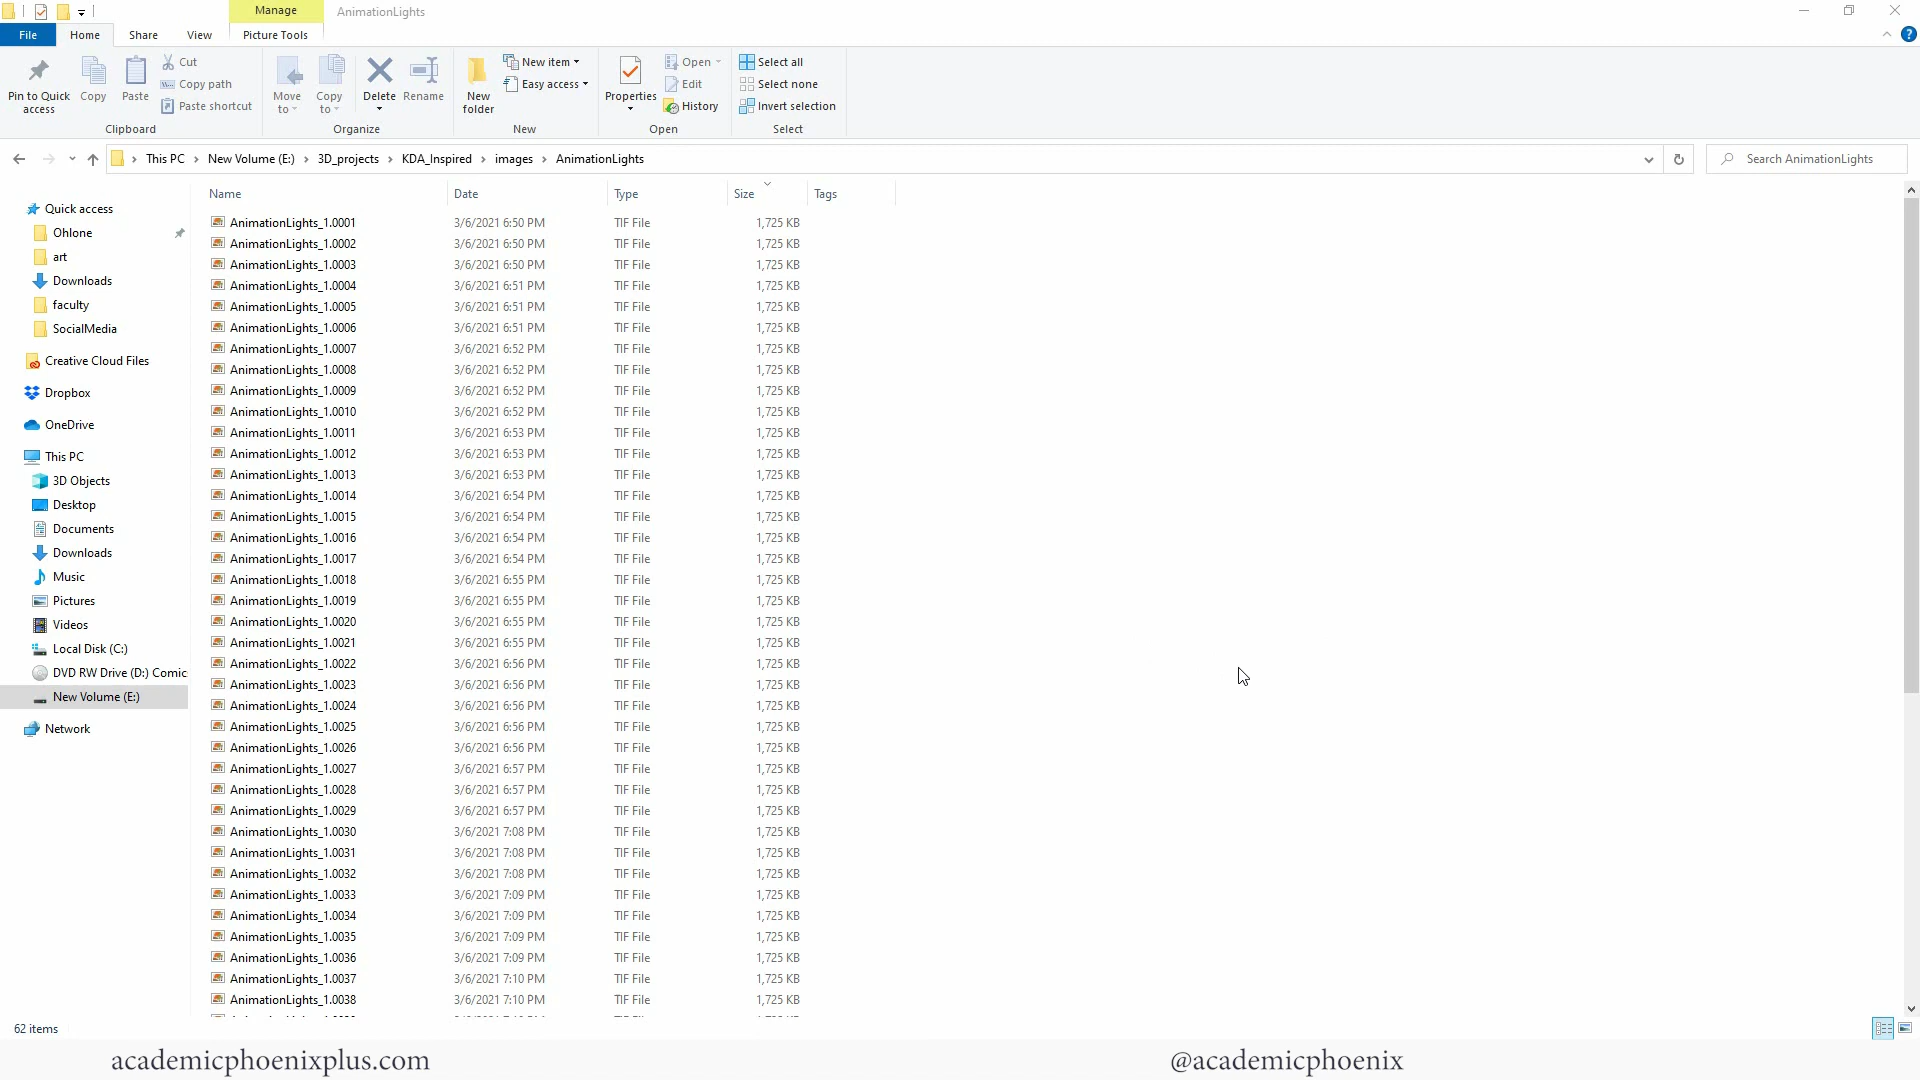 Manage AnimationLights
File Home Share View Picture Tools
Pin to Quick access Copy Paste Cut Copy path Paste shortcut Move to Copy to Delete Rename New folder New item Easy access Properties Open Edit History Select all Select none Invert selection
Clipboard Organize New Open Select
This PC New Volume (E:) 3D_projects KDA_Inspired images AnimationLights Search AnimationLights
Quick access
Ohlone
art
Downloads
faculty
SocialMedia
Creative Cloud Files
Dropbox
OneDrive
This PC
3D Objects
Desktop
Documents
Downloads
Music
Pictures
Videos
Local Disk (C:)
DVD RW Drive (D:) Comic
New Volume (E:)
Network
Name Date Type Size Tags
AnimationLights_1.0001 3/6/2021 6:50 PM TIF File 1,725 KB
AnimationLights_1.0002 3/6/2021 6:50 PM TIF File 1,725 KB
AnimationLights_1.0003 3/6/2021 6:50 PM TIF File 1,725 KB
AnimationLights_1.0004 3/6/2021 6:51 PM TIF File 1,725 KB
AnimationLights_1.0005 3/6/2021 6:51 PM TIF File 1,725 KB
AnimationLights_1.0006 3/6/2021 6:51 PM TIF File 1,725 KB
AnimationLights_1.0007 3/6/2021 6:52 PM TIF File 1,725 KB
AnimationLights_1.0008 3/6/2021 6:52 PM TIF File 1,725 KB
AnimationLights_1.0009 3/6/2021 6:52 PM TIF File 1,725 KB
AnimationLights_1.0010 3/6/2021 6:52 PM TIF File 1,725 KB
AnimationLights_1.0011 3/6/2021 6:53 PM TIF File 1,725 KB
AnimationLights_1.0012 3/6/2021 6:53 PM TIF File 1,725 KB
AnimationLights_1.0013 3/6/2021 6:53 PM TIF File 1,725 KB
AnimationLights_1.0014 3/6/2021 6:54 PM TIF File 1,725 KB
AnimationLights_1.0015 3/6/2021 6:54 PM TIF File 1,725 KB
AnimationLights_1.0016 3/6/2021 6:54 PM TIF File 1,725 KB
AnimationLights_1.0017 3/6/2021 6:54 PM TIF File 1,725 KB
AnimationLights_1.0018 3/6/2021 6:55 PM TIF File 1,725 KB
AnimationLights_1.0019 3/6/2021 6:55 PM TIF File 1,725 KB
AnimationLights_1.0020 3/6/2021 6:55 PM TIF File 1,725 KB
AnimationLights_1.0021 3/6/2021 6:55 PM TIF File 1,725 KB
AnimationLights_1.0022 3/6/2021 6:56 PM TIF File 1,725 KB
AnimationLights_1.0023 3/6/2021 6:56 PM TIF File 1,725 KB
AnimationLights_1.0024 3/6/2021 6:56 PM TIF File 1,725 KB
AnimationLights_1.0025 3/6/2021 6:56 PM TIF File 1,725 KB
AnimationLights_1.0026 3/6/2021 6:56 PM TIF File 1,725 KB
AnimationLights_1.0027 3/6/2021 6:57 PM TIF File 1,725 KB
AnimationLights_1.0028 3/6/2021 6:57 PM TIF File 1,725 KB
AnimationLights_1.0029 3/6/2021 6:57 PM TIF File 1,725 KB
AnimationLights_1.0030 3/6/2021 7:08 PM TIF File 1,725 KB
AnimationLights_1.0031 3/6/2021 7:08 PM TIF File 1,725 KB
AnimationLights_1.0032 3/6/2021 7:08 PM TIF File 1,725 KB
AnimationLights_1.0033 3/6/2021 7:09 PM TIF File 1,725 KB
AnimationLights_1.0034 3/6/2021 7:09 PM TIF File 1,725 KB
AnimationLights_1.0035 3/6/2021 7:09 PM TIF File 1,725 KB
AnimationLights_1.0036 3/6/2021 7:09 PM TIF File 1,725 KB
AnimationLights_1.0037 3/6/2021 7:10 PM TIF File 1,725 KB
AnimationLights_1.0038 3/6/2021 7:10 PM TIF File 1,725 KB
62 items
academicphoenixplus.com @academicphoenix